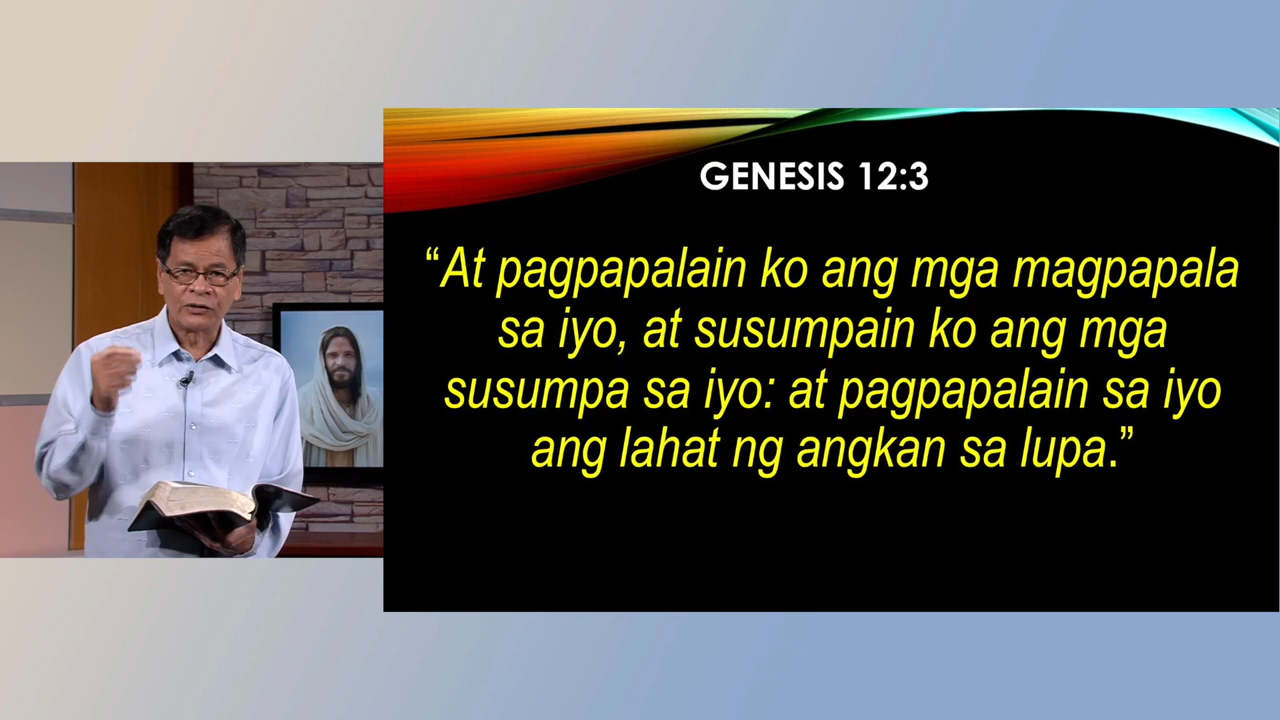 GENESIS 12:3
“At pagpapalain ko ang mga magpapala
sa iyo, at susumpain ko ang mga
susumpa sa iyo: at pagpapalain sa iyo
ang lahat ng angkan sa lupa.”